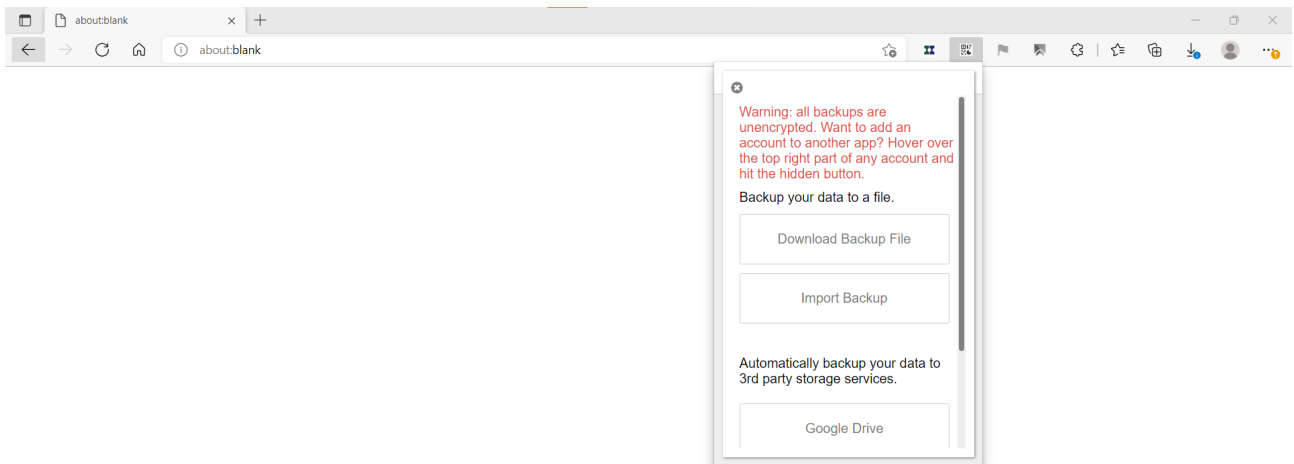 about:blank
about:blank
Warning: all backups are
unencrypted. Want to add an
account to another app? Hover over
the top right part of any account and
hit the hidden button.
Backup your data to a file.
Download Backup File
Import Backup
Automatically backup your data to
3rd party storage services.
Google Drive